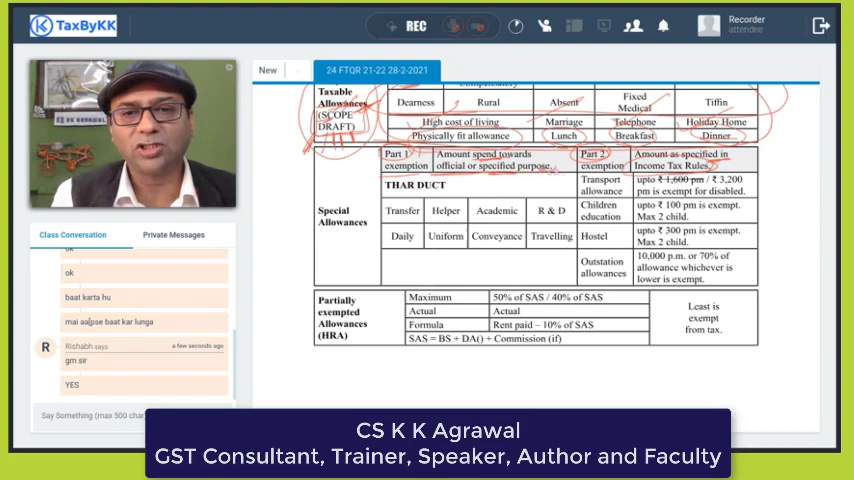 TaxByKK
REC
Recorder
attendee
New
24 FTQR 21-22 28-2-2021
Taxable
Allowances
(SCOPE
DRAFT)
Dearness
Rural
Absent
Fixed
Medical
Tiffin
High cost of living
Marriage
Telephone
Holiday Home
Physically fit allowance
Lunch
Breakfast
Dinner
Special
Allowances
Part 1
exemption
Amount spend towards
official or specified purpose.
Part 2
exemption
Amount as specified in
Income Tax Rules.
THAR DUCT
Transport
allowance
upto ₹ 1,600 pm / ₹ 3,200
pm is exempt for disabled.
Transfer
Helper
Academic
R & D
Children
education
upto ₹ 100 pm is exempt.
Max 2 child.
Daily
Uniform
Conveyance
Travelling
Hostel
upto ₹ 300 pm is exempt.
Max 2 child.
Outstation
allowances
10,000 p.m. or 70% of
allowance whichever is
lower is exempt.
Partially
exempted
Allowances
(HRA)
Maximum
50% of SAS / 40% of SAS
Actual
Actual
Formula
Rent paid – 10% of SAS
SAS = BS + DA() + Commission (if)
Least is
exempt
from tax.
Class Conversation
Private Messages
ok
ok
baat karta hu
mai aapse baat kar lunga
R
Rishabh says
a few seconds ago
gm sir
YES
Say Something (max 500 char
CS K K Agrawal
GST Consultant, Trainer, Speaker, Author and Faculty